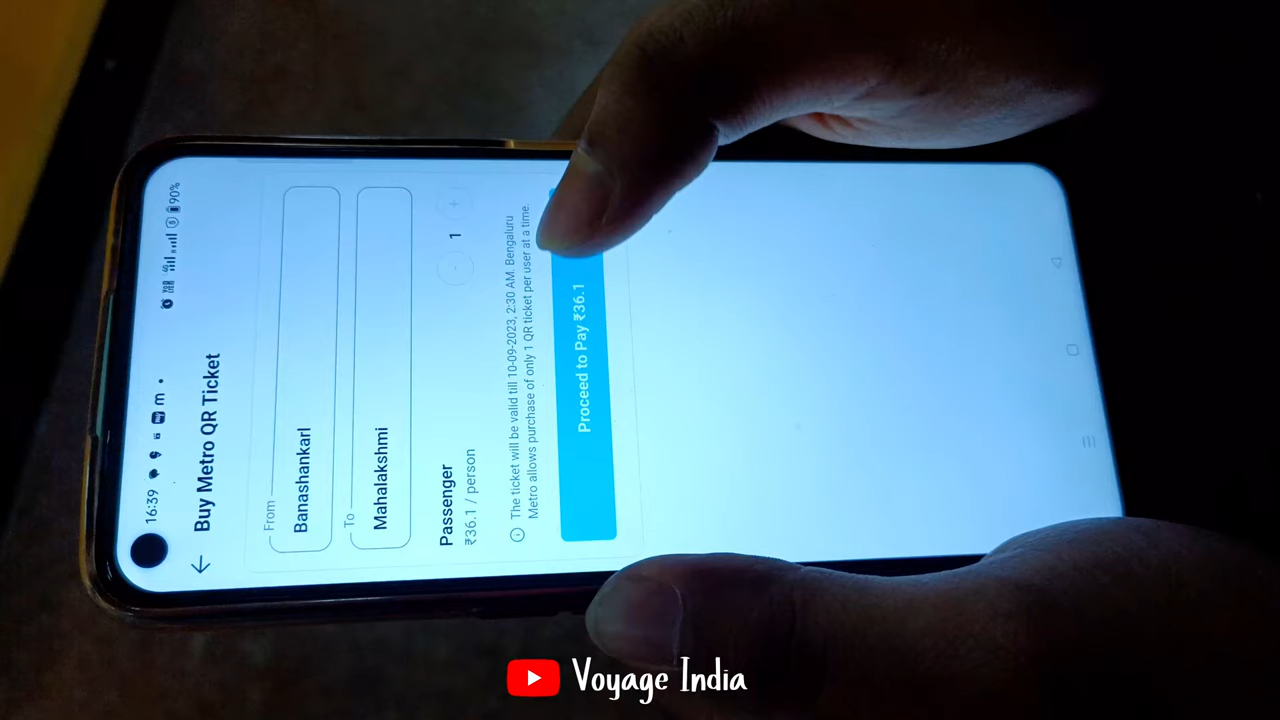 16:39
4G
90%
Buy Metro QR Ticket
From
Banashankari
To
Mahalakshmi
Passenger
₹36.1 / person
- 1 +
The ticket will be valid till 10-09-2023, 2:30 AM. Bengaluru
Metro allows purchase of only 1 QR ticket per user at a time.
Proceed to Pay ₹36.1
Voyage India